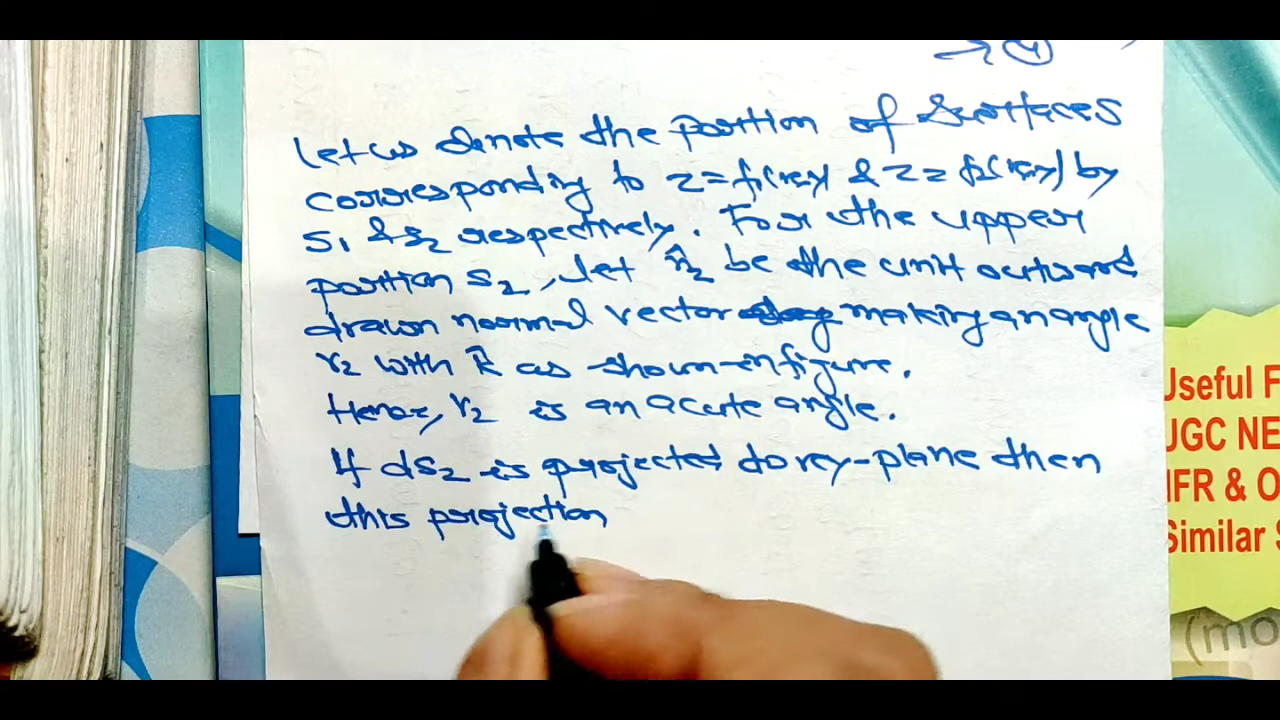 → (4)
Let us denote the portion of surfaces
corresponding to z = f1(x,y) & z = f2(x,y) by
S1 & S2 respectively. For the upper
portion S2, let n̂2 be the unit outward
drawn normal vector making an angle
γ2 with k̂ as shown in figure.
Hence, γ2 is an acute angle.
If dS2 is projected to xy-plane then
this projection
Useful F
UGC NE
IFR & O
Similar S
(mo